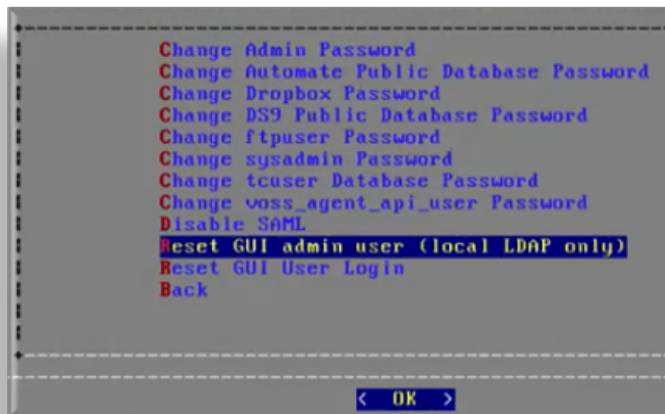 Change Admin Password
Change Automate Public Database Password
Change Dropbox Password
Change DS9 Public Database Password
Change ftpuser Password
Change sysadmin Password
Change tcuser Database Password
Change voss_agent_api_user Password
Disable SAML
Reset GUI admin user (local LDAP only)
Reset GUI User Login
Back
< OK >